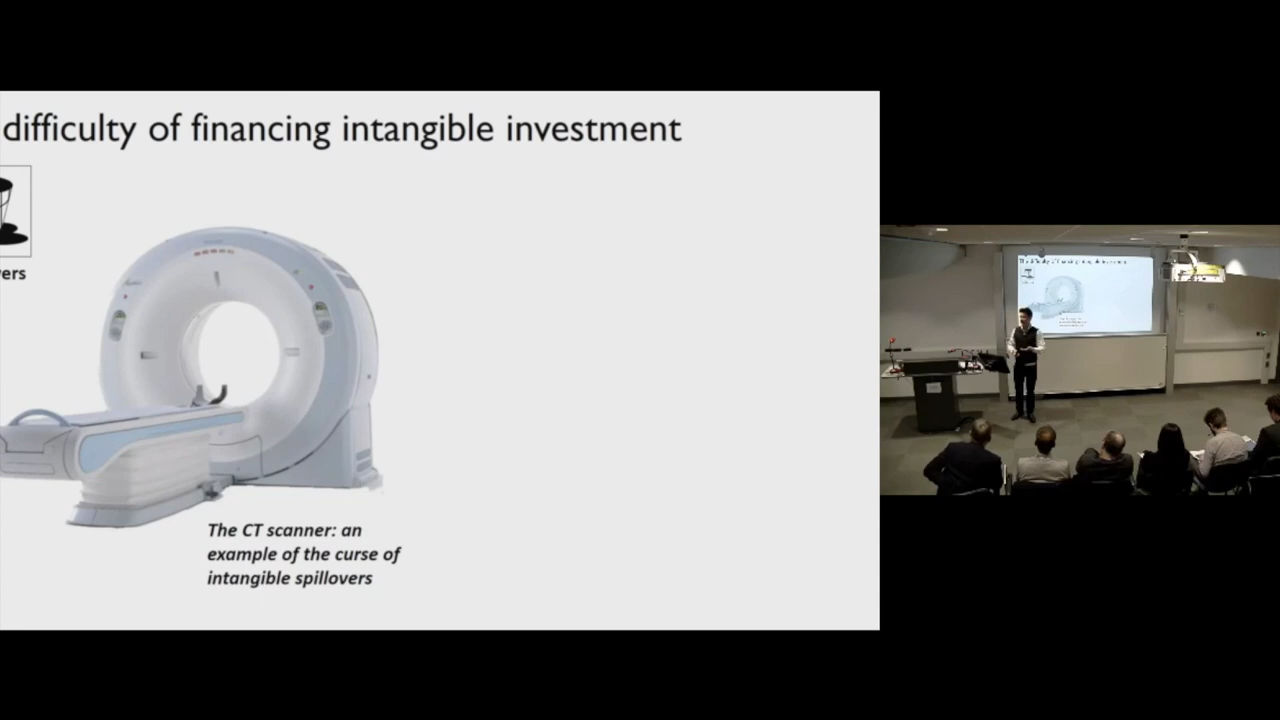 difficulty of financing intangible investment
ers
The CT scanner: an
example of the curse of
intangible spillovers